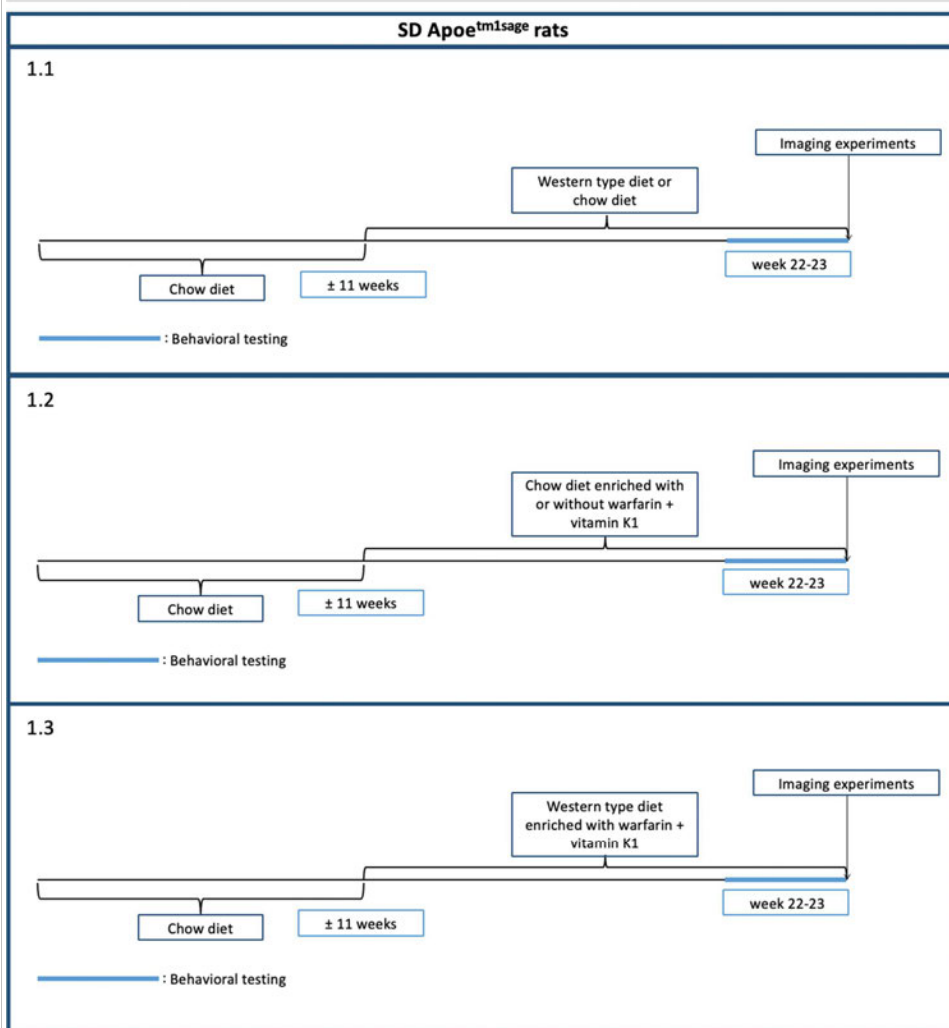 SD Apoetm1sage rats
1.1
Imaging experiments
Western type diet or
chow diet
Chow diet
± 11 weeks
week 22-23
: Behavioral testing
1.2
Imaging experiments
Chow diet enriched with
or without warfarin +
vitamin K1
Chow diet
± 11 weeks
week 22-23
: Behavioral testing
1.3
Imaging experiments
Western type diet
enriched with warfarin +
vitamin K1
Chow diet
± 11 weeks
week 22-23
: Behavioral testing